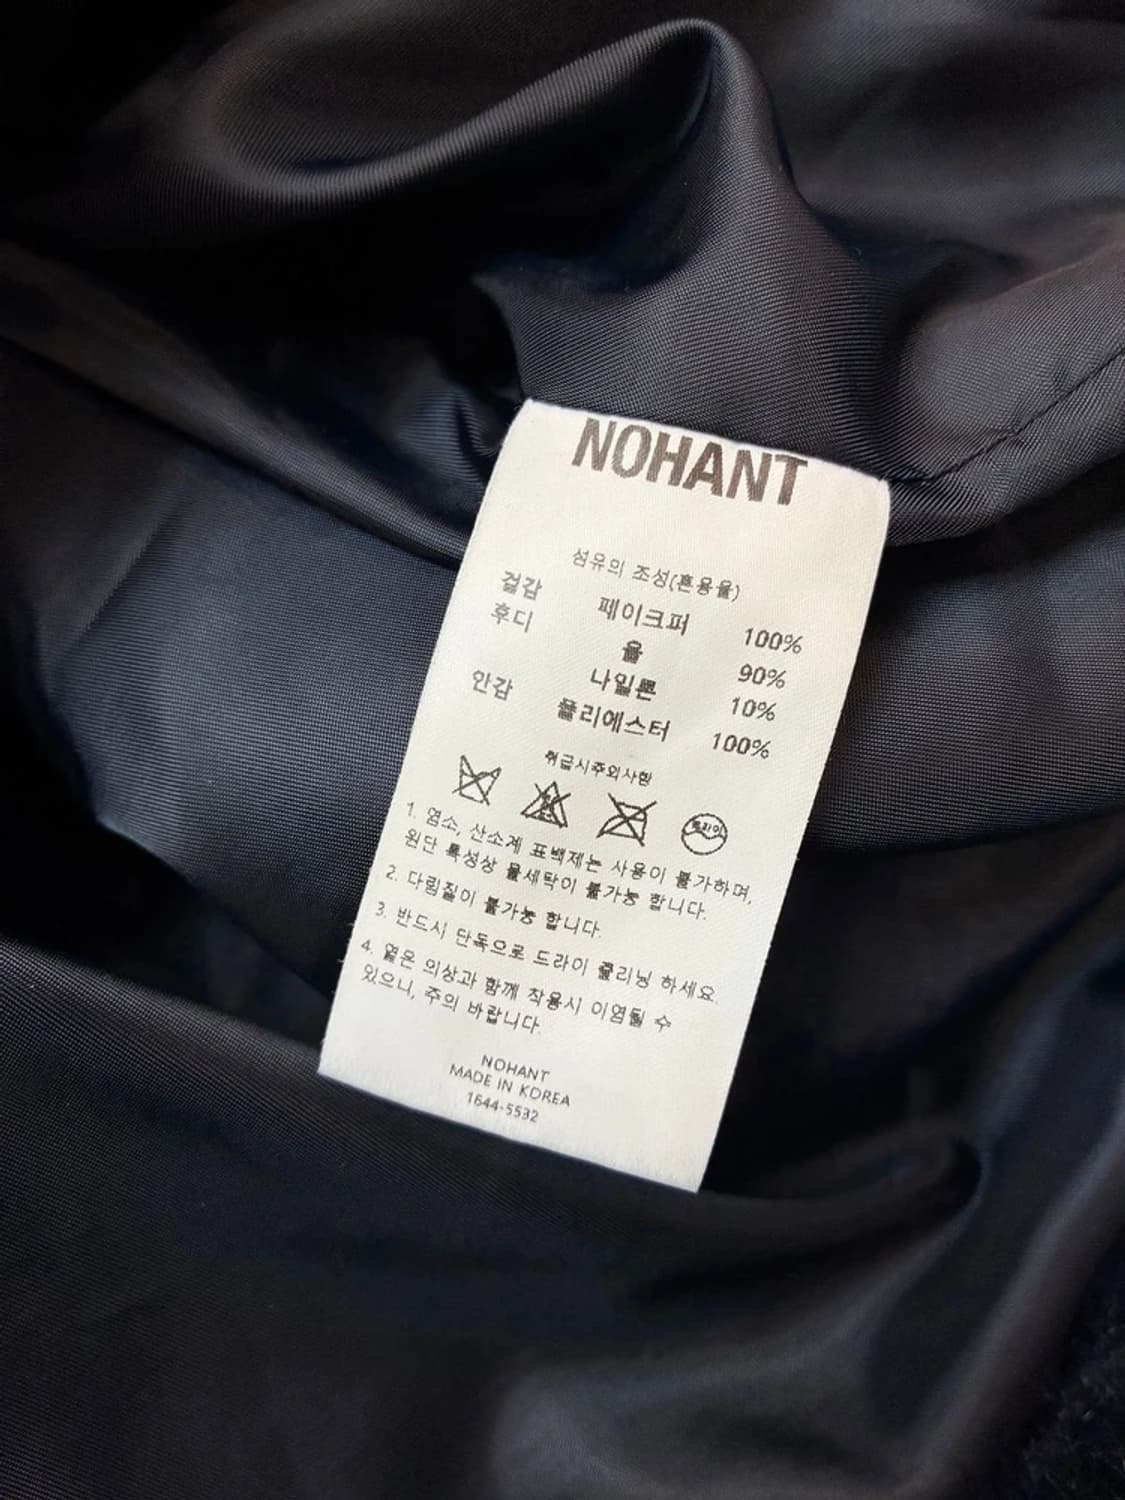 NOHANT
섬유의 조성(혼용율)
겉감 페이크퍼 100%
후디 울 90%
나일론 10%
안감 폴리에스터 100%
취급시주의사항
드라이
1. 염소, 산소계 표백제는 사용이 불가하며,
원단 특성상 물세탁이 불가능 합니다.
2. 다림질이 불가능 합니다.
3. 반드시 단독으로 드라이 클리닝 하세요.
4. 옅은 의상과 함께 착용시 이염될 수
있으니, 주의 바랍니다.
NOHANT
MADE IN KOREA
1644-5532